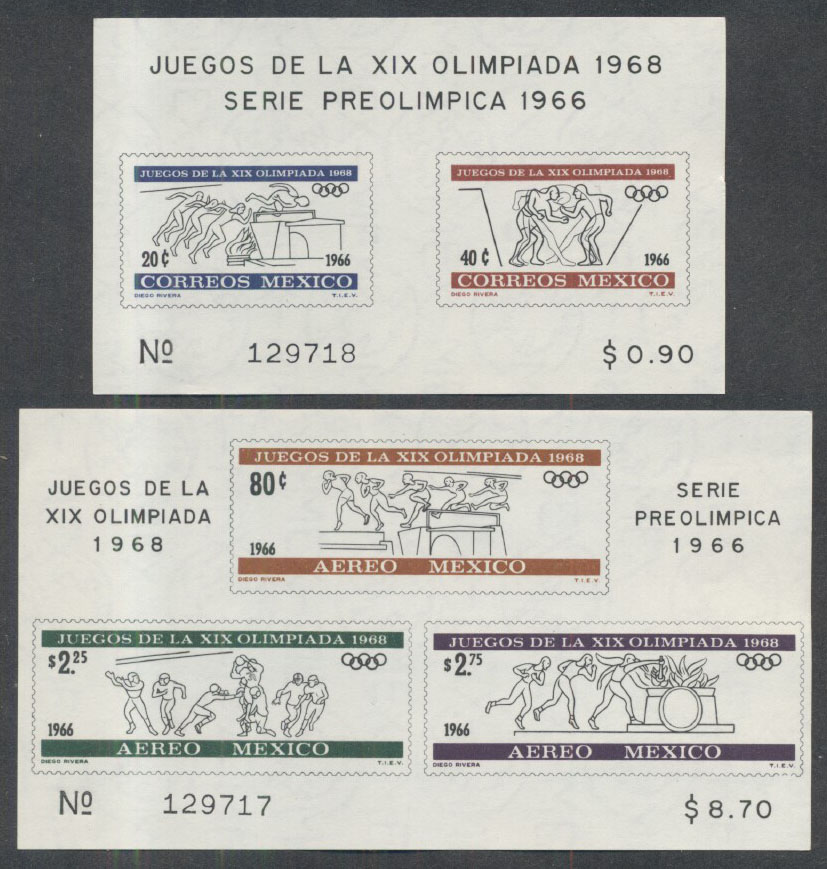 JUEGOS DE LA XIX OLIMPIADA 1968
SERIE PREOLIMPICA 1966
JUEGOS DE LA XIX OLIMPIADA 1968
20 ¢
1966
CORREOS MEXICO
DIEGO RIVERA T.I.E.V.
JUEGOS DE LA XIX OLIMPIADA 1968
40 ¢
1966
CORREOS MEXICO
DIEGO RIVERA T.I.E.V.
Nº 129718 $0.90
JUEGOS DE LA
XIX OLIMPIADA
1968
JUEGOS DE LA XIX OLIMPIADA 1968
80 ¢
1966
AEREO MEXICO
DIEGO RIVERA T.I.E.V.
SERIE
PREOLIMPICA
1966
JUEGOS DE LA XIX OLIMPIADA 1968
$2.25
1966
AEREO MEXICO
DIEGO RIVERA T.I.E.V.
JUEGOS DE LA XIX OLIMPIADA 1968
$2.75
1966
AEREO MEXICO
DIEGO RIVERA T.I.E.V.
Nº 129717 $8.70